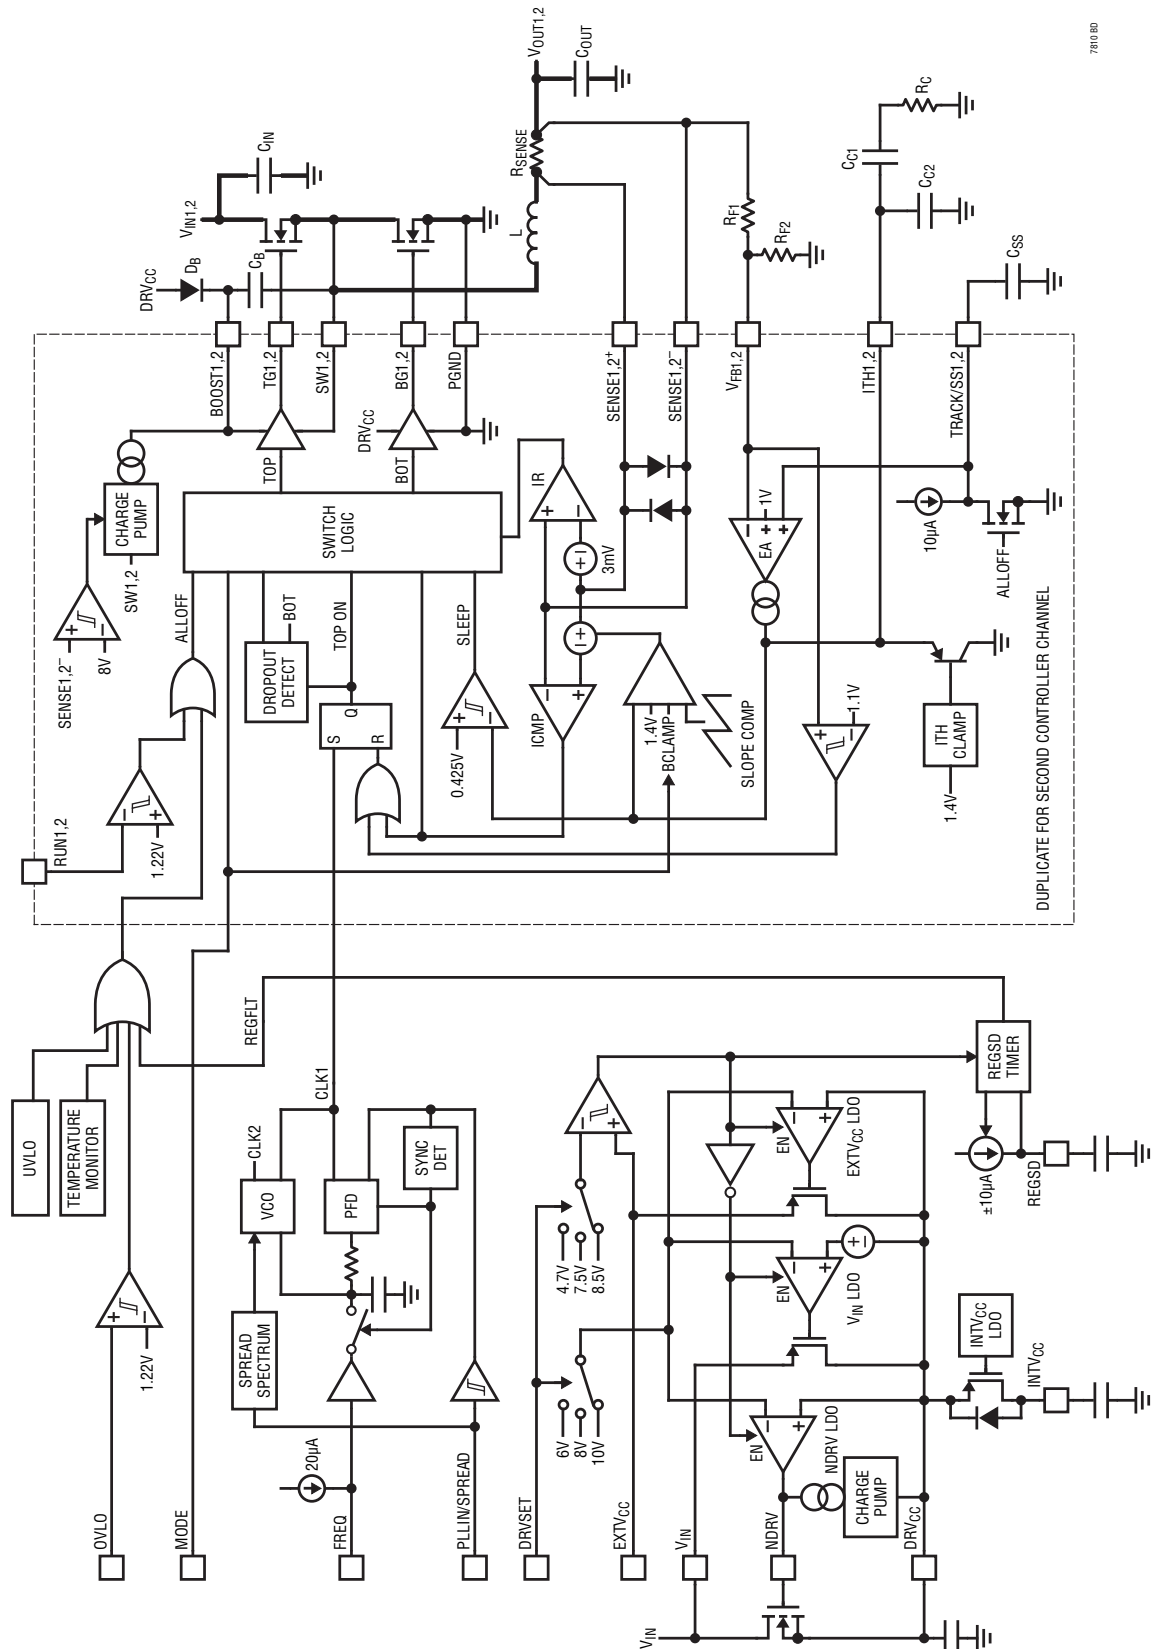 7810 BD
VIN1,2
CIN
DRVCC
DB
CB
L
RSENSE
VOUT1,2
COUT
RF1
RF2
CC1
RC
CC2
CSS
BOOST1,2
TG1,2
SW1,2
BG1,2
PGND
SENSE1,2+
SENSE1,2–
VFB1,2
ITH1,2
TRACK/SS1,2
SENSE1,2–
8V
+
–
CHARGE
PUMP
SW1,2
TOP
BOT
DRVCC
SWITCH
LOGIC
ALLOFF
DROPOUT
DETECT
BOT
TOP ON
S
Q
R
SLEEP
0.425V
+
–
IR
+
–
3mV
+ –
+ –
ICMP
–
+
1.4V
BCLAMP
SLOPE COMP
EA
–
+
+
1V
10µA
ALLOFF
+
–
1.1V
ITH
CLAMP
1.4V
RUN1,2
–
+
1.22V
DUPLICATE FOR SECOND CONTROLLER CHANNEL
UVLO
TEMPERATURE
MONITOR
REGFLT
OVLO
+
–
1.22V
MODE
SPREAD
SPECTRUM
VCO
CLK2
CLK1
PFD
SYNC
DET
20µA
FREQ
PLLIN/SPREAD
DRVSET
6V
8V
10V
4.7V
7.5V
8.5V
–
+
EXTVCC
VIN
NDRV
DRVCC
VIN
EN
–
+
NDRV LDO
CHARGE
PUMP
EN
–
+
VIN LDO
+ –
EN
–
+
EXTVCC LDO
INTVCC
LDO
INTVCC
REGSD
TIMER
±10µA
REGSD